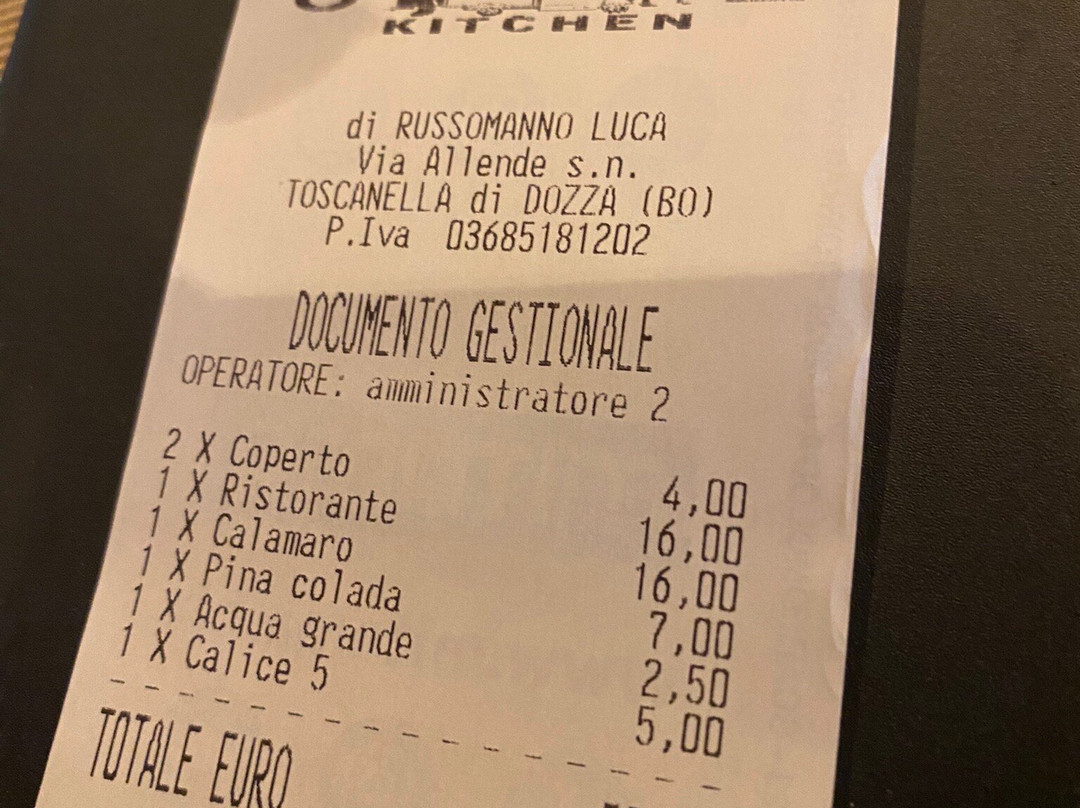 KITCHEN
di RUSSOMANNO LUCA
Via Allende s.n.
TOSCANELLA di DOZZA (BO)
P.Iva 03685181202
DOCUMENTO GESTIONALE
OPERATORE: amministratore 2
2 X Coperto 4,00
1 X Ristorante 16,00
1 X Calamaro 16,00
1 X Pina colada 7,00
1 X Acqua grande 2,50
1 X Calice 5 5,00
TOTALE EURO